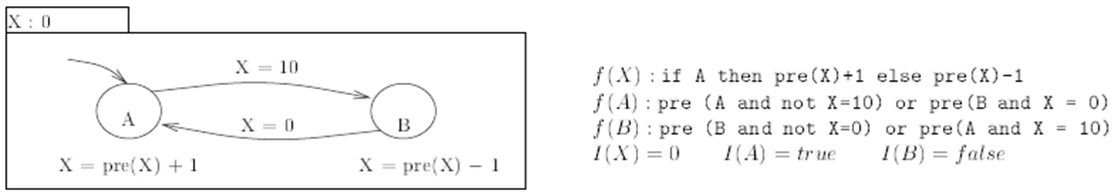 X : 0
X = 10
A
X = 0
B
X = pre(X) + 1
X = pre(X) − 1
f(X) : if A then pre(X)+1 else pre(X)-1
f(A) : pre (A and not X=10) or pre(B and X = 0)
f(B) : pre (B and not X=0) or pre(A and X = 10)
I(X) = 0 I(A) = true I(B) = false